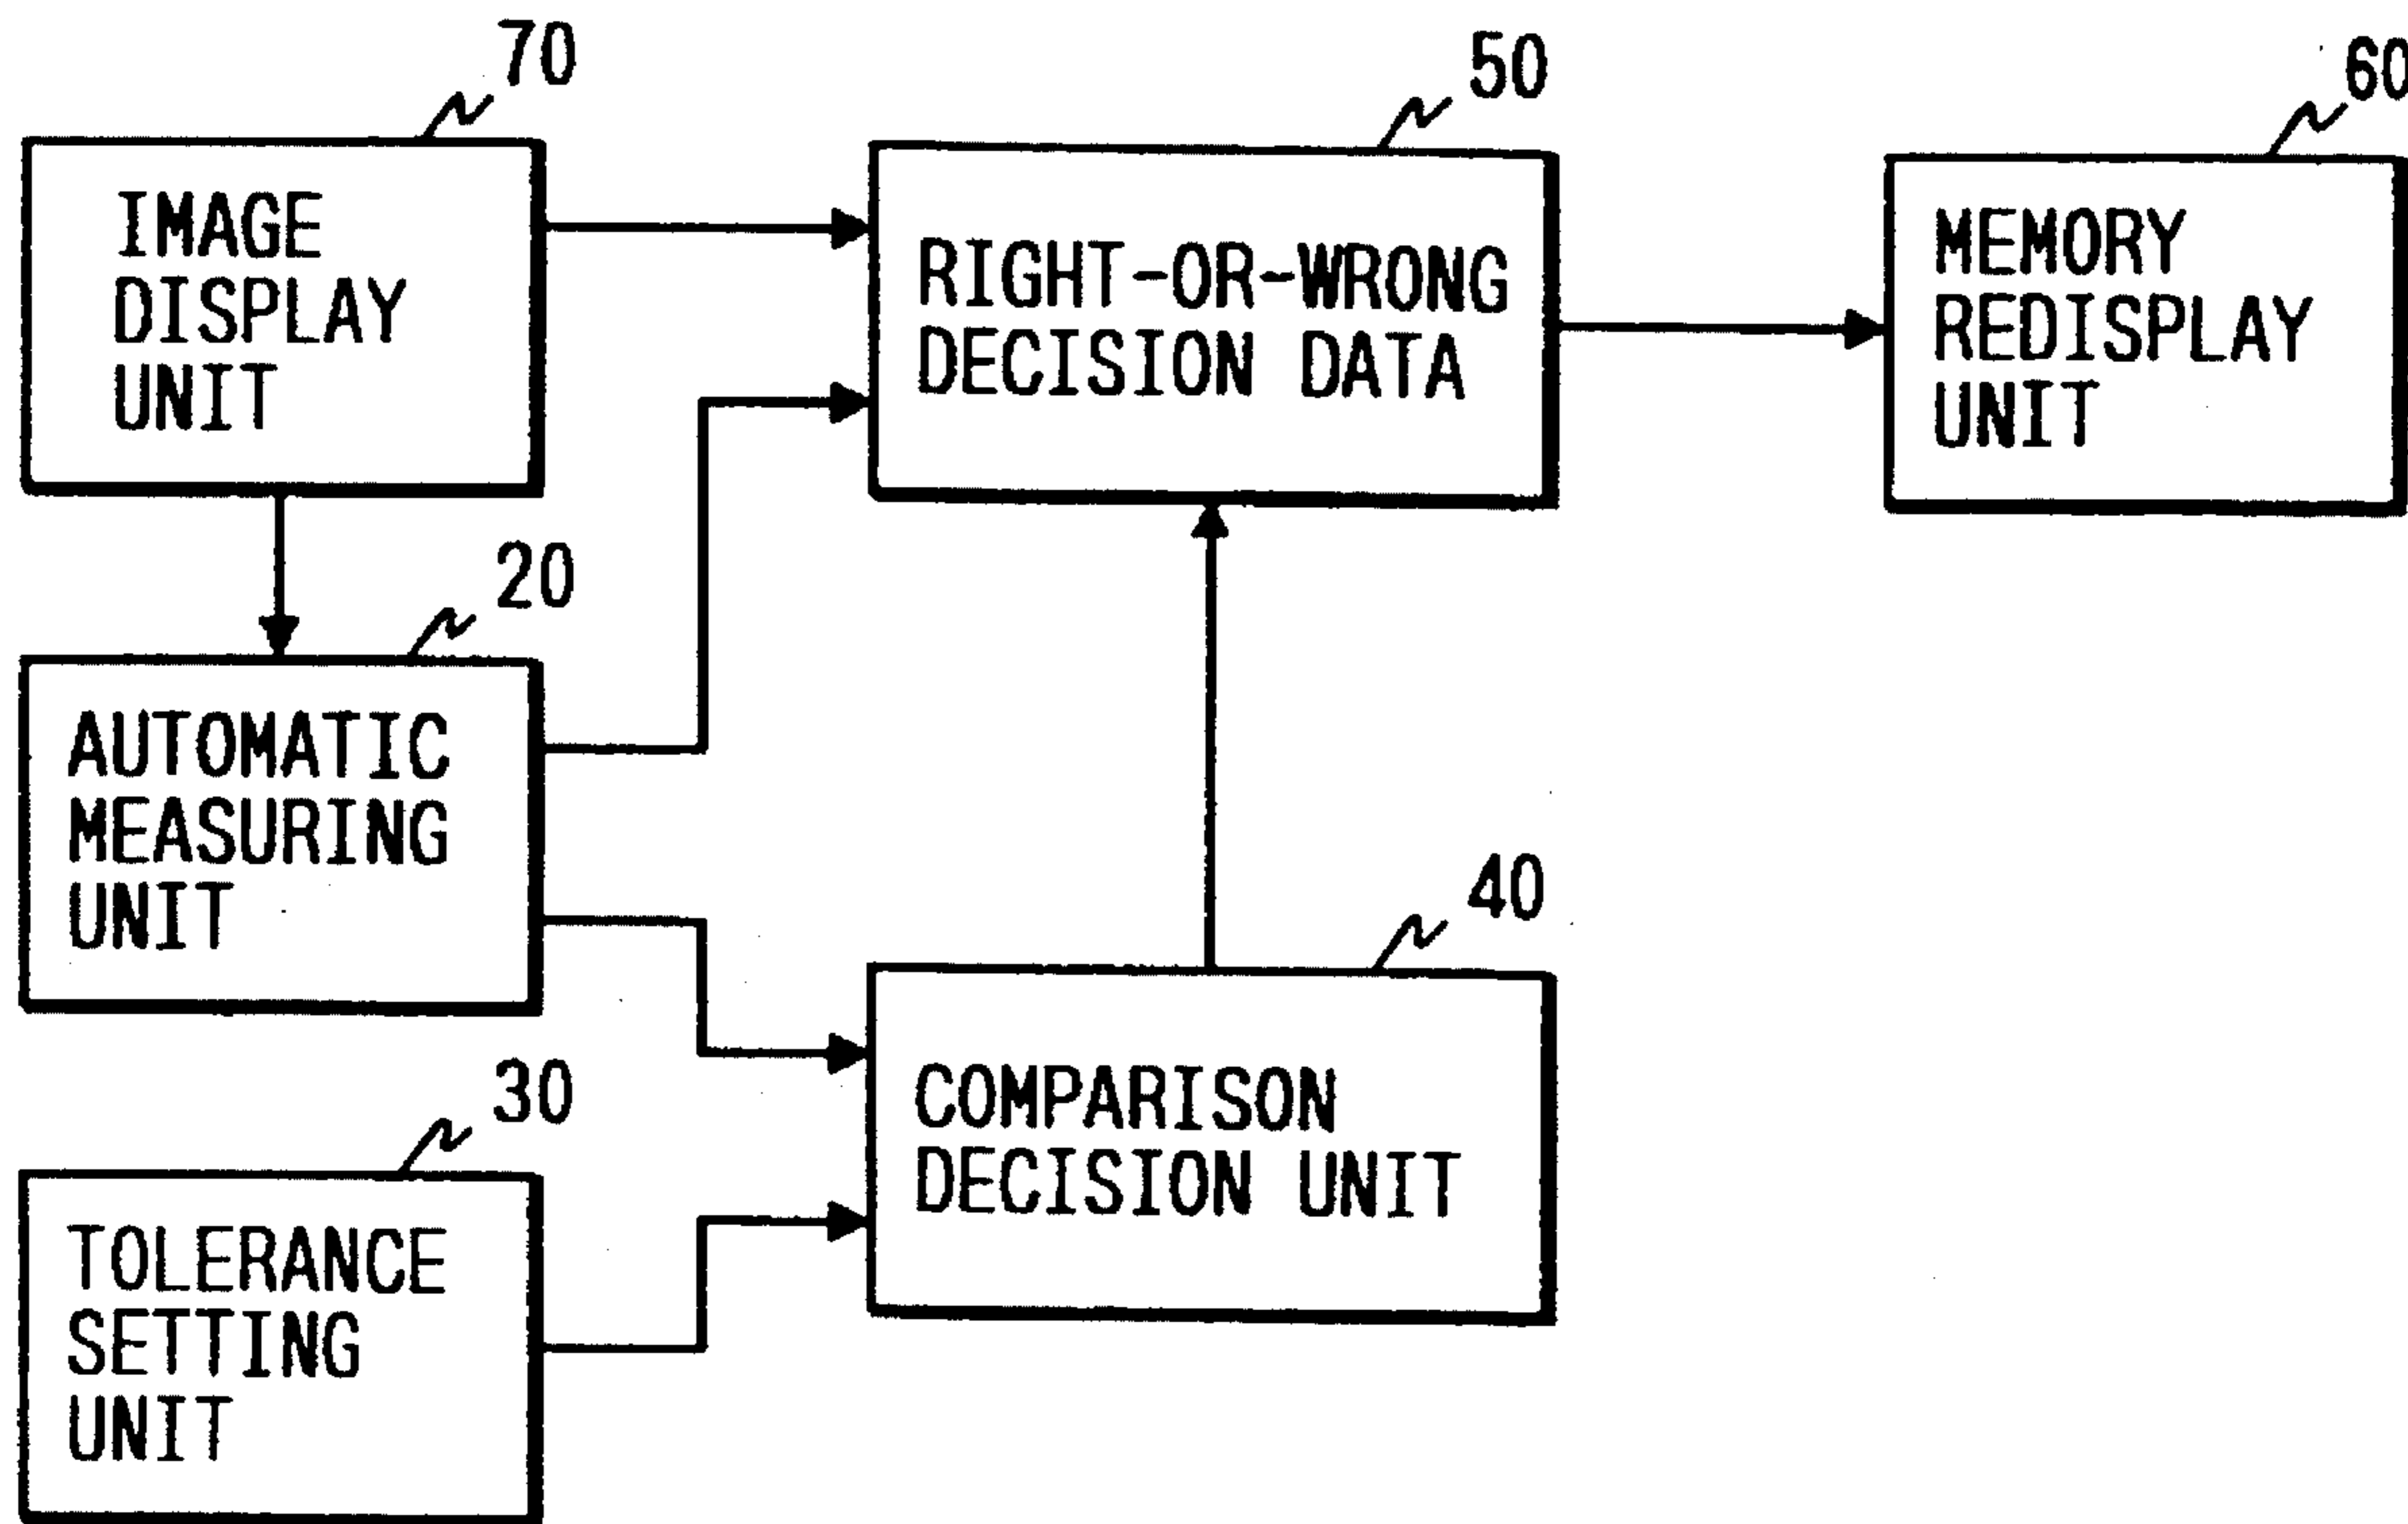 70
IMAGE
DISPLAY
UNIT
50
RIGHT-OR-WRONG
DECISION DATA
60
MEMORY
REDISPLAY
UNIT
20
AUTOMATIC
MEASURING
UNIT
40
COMPARISON
DECISION UNIT
30
TOLERANCE
SETTING
UNIT